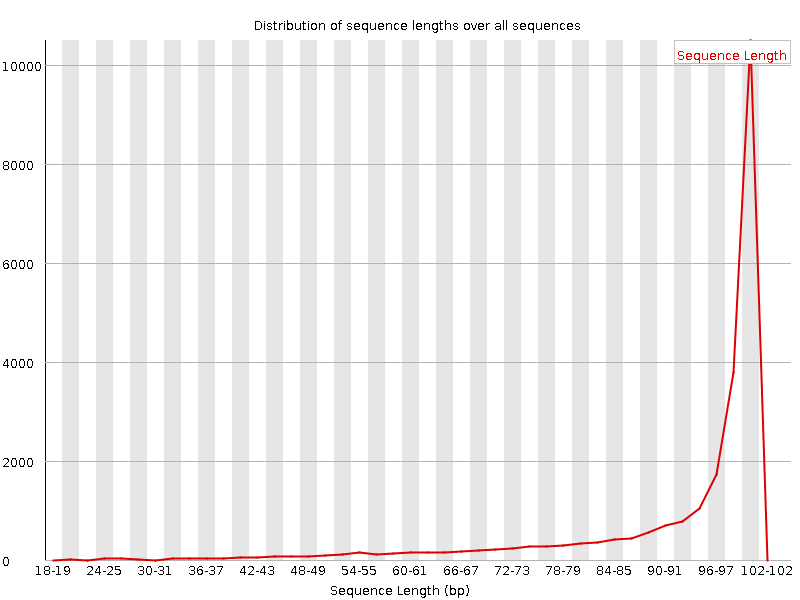 Distribution of sequence lengths over all sequences
Sequence Length
10000
8000
6000
4000
2000
0
18-19 24-25 30-31 36-37 42-43 48-49 54-55 60-61 66-67 72-73 78-79 84-85 90-91 96-97 102-102
Sequence Length (bp)